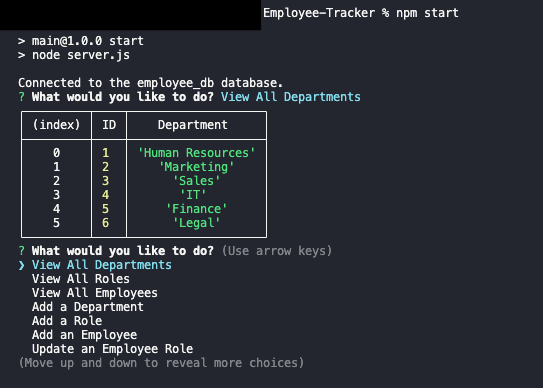 Employee-Tracker % npm start
> main@1.0.0 start
> node server.js
Connected to the employee_db database.
? What would you like to do? View All Departments
(index) ID Department
0 1 'Human Resources'
1 2 'Marketing'
2 3 'Sales'
3 4 'IT'
4 5 'Finance'
5 6 'Legal'
? What would you like to do? (Use arrow keys)
❯ View All Departments
View All Roles
View All Employees
Add a Department
Add a Role
Add an Employee
Update an Employee Role
(Move up and down to reveal more choices)